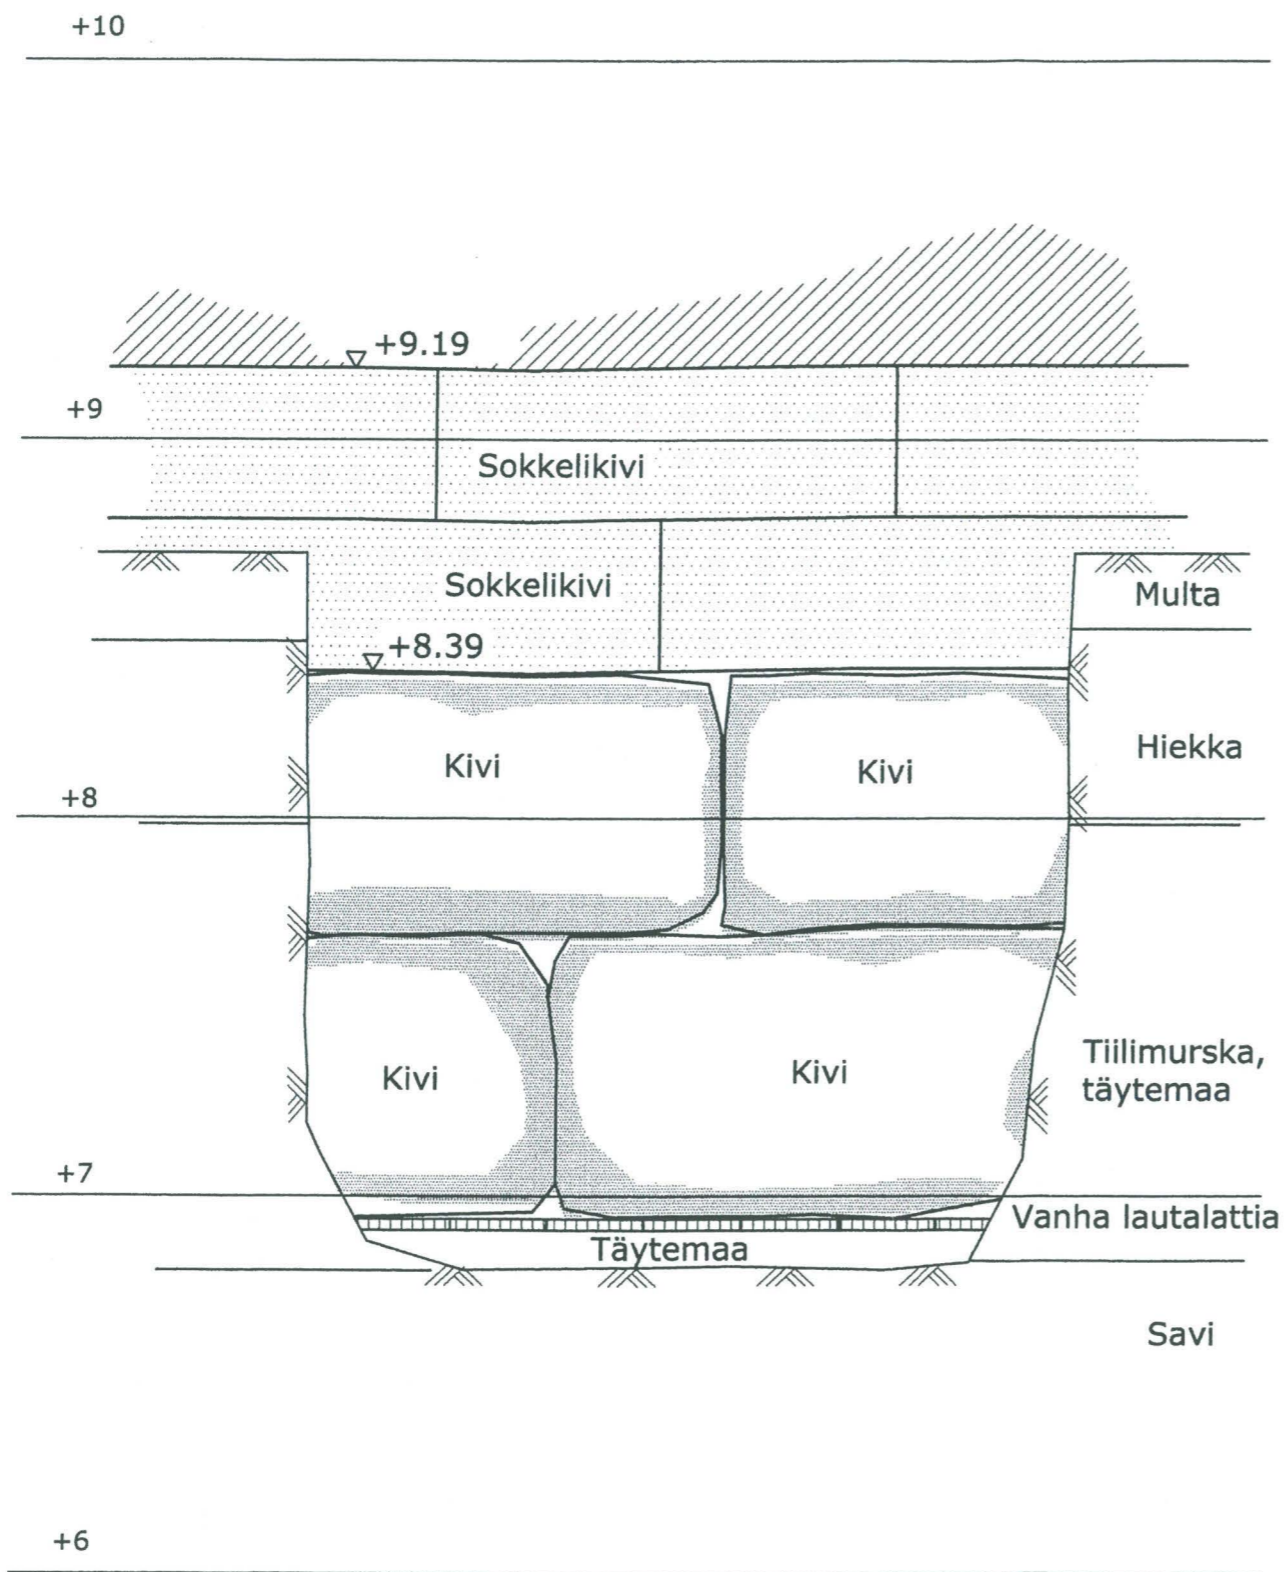 +10
+9.19
+9
Sokkelikivi
Sokkelikivi
Multa
+8.39
Hiekka
Kivi
Kivi
+8
Tiilimurska,
täytemaa
Kivi
Kivi
+7
Vanha lautalattia
Täytemaa
Savi
+6